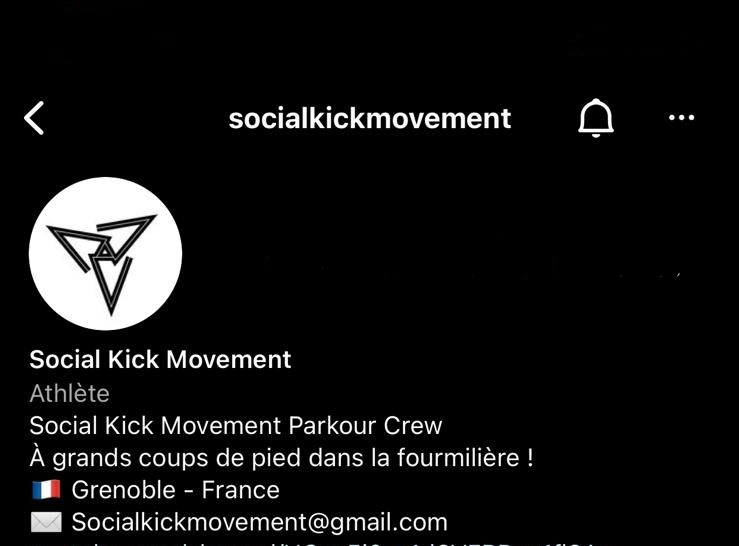 socialkickmovement
Social Kick Movement
Athlète
Social Kick Movement Parkour Crew
À grands coups de pied dans la fourmilière !
Grenoble - France
Socialkickmovement@gmail.com